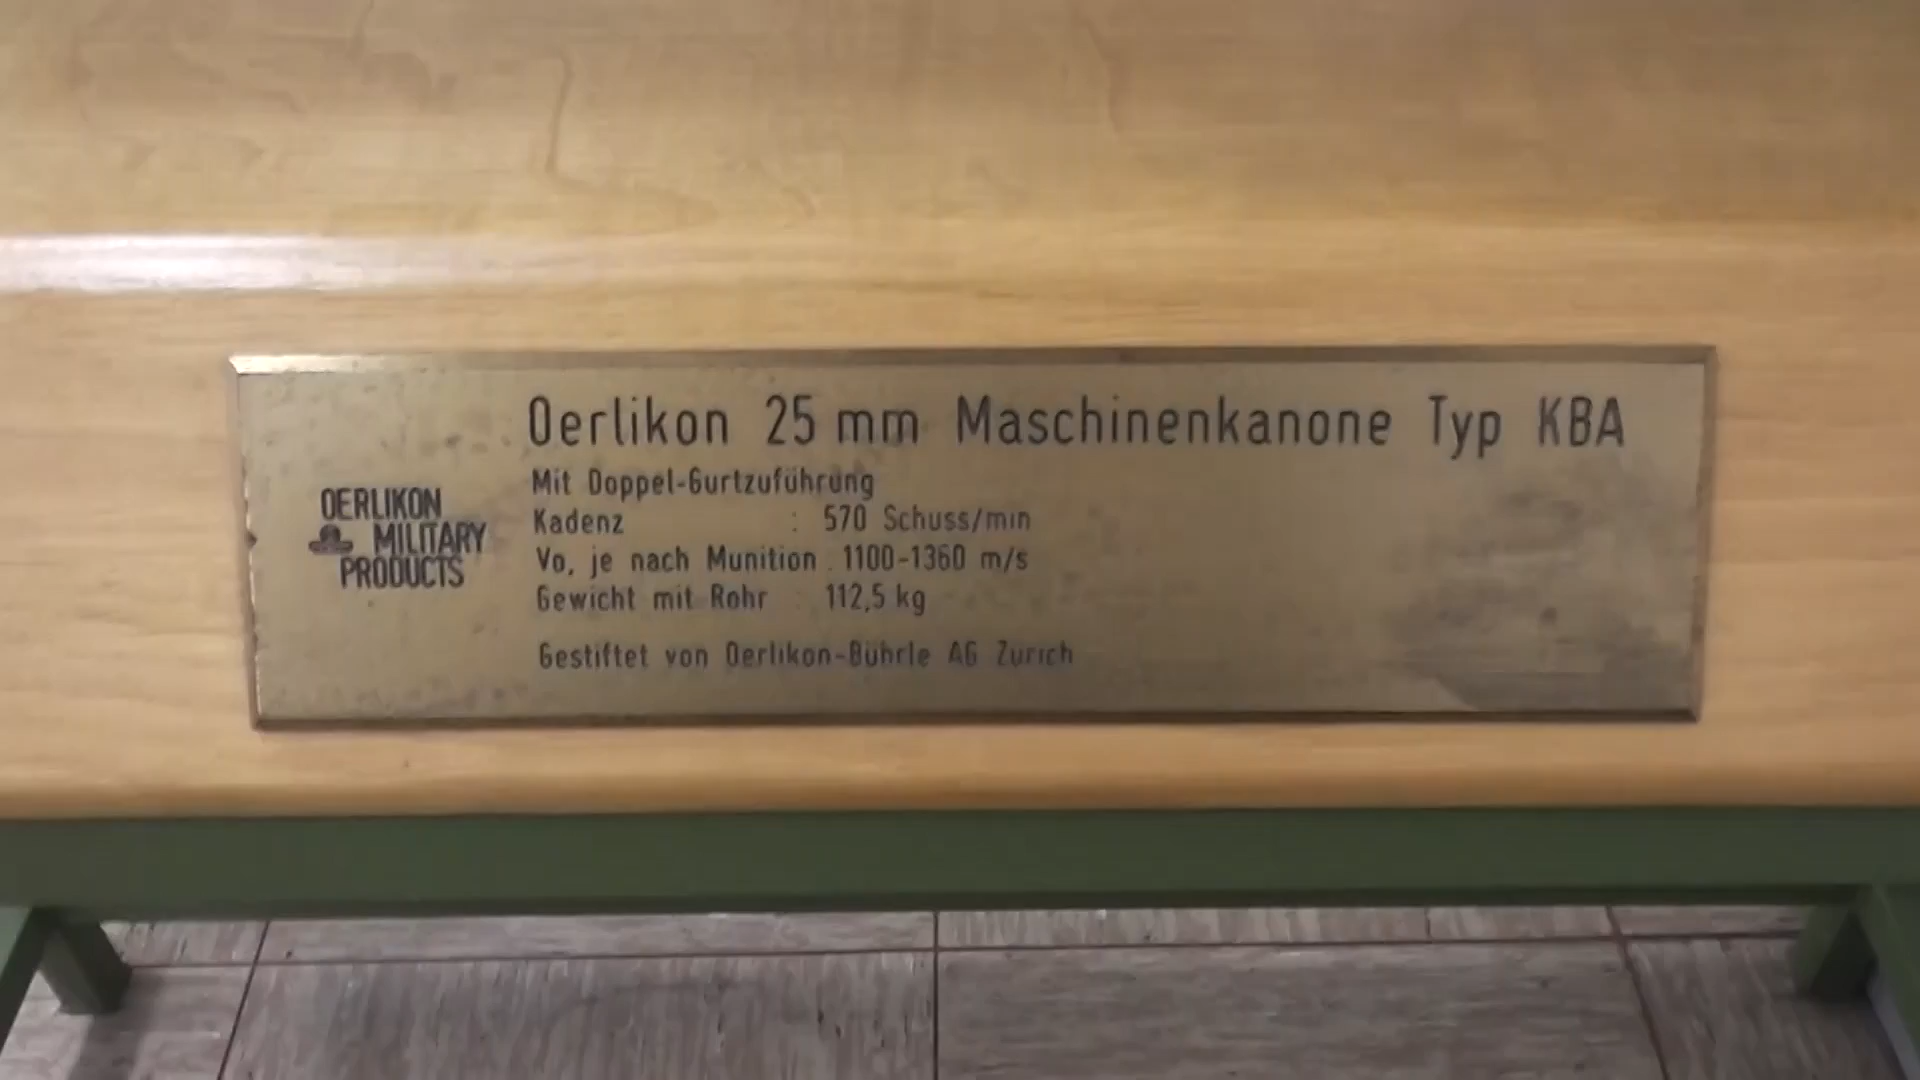 Oerlikon 25 mm Maschinenkanone Typ KBA
Mit Doppel-Gurtzuführung
Kadenz : 570 Schuss/min
Vo, je nach Munition : 1100-1360 m/s
Gewicht mit Rohr : 112,5 kg
Gestiftet von Oerlikon-Bührle AG Zürich
OERLIKON
MILITARY
PRODUCTS